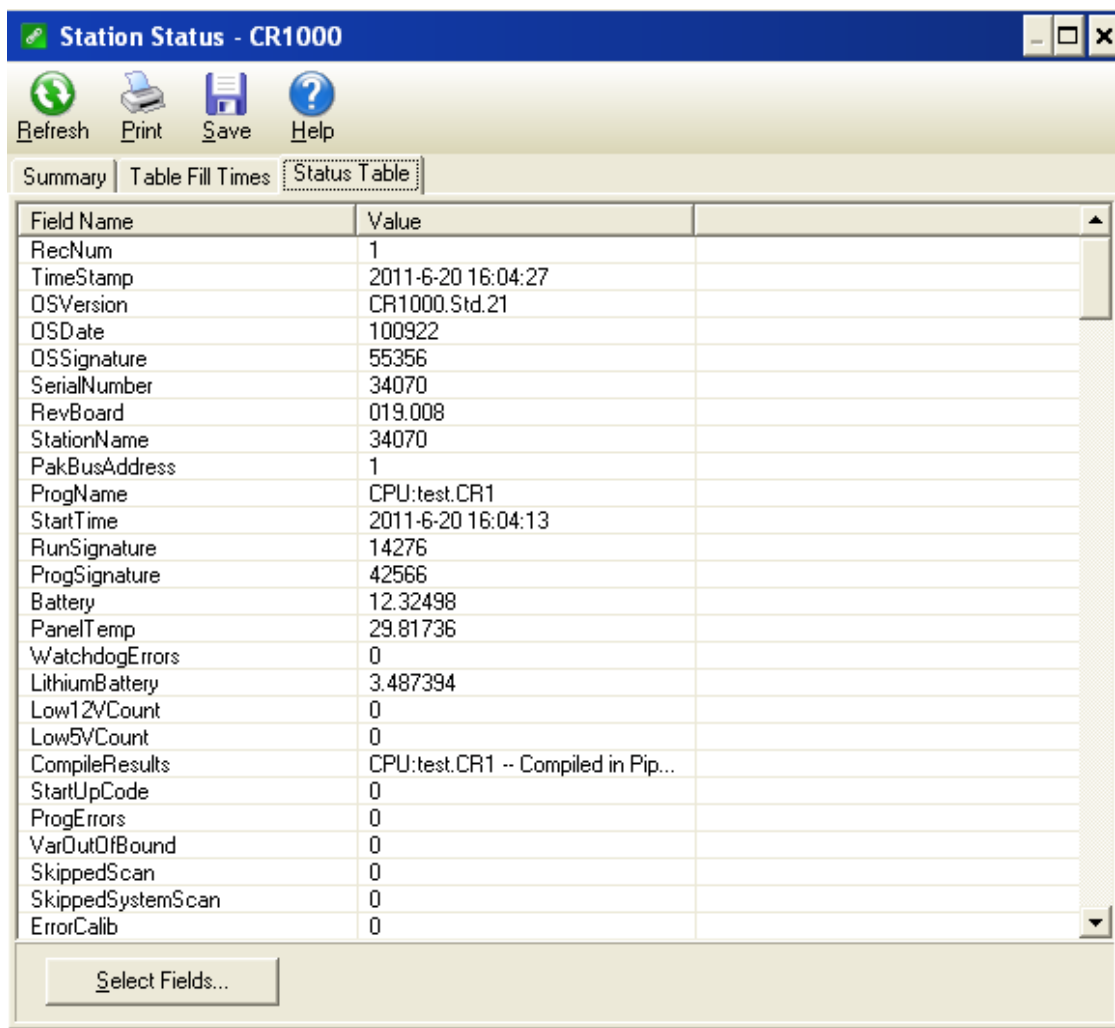 Station Status - CR1000
Refresh Print Save Help
Summary Table Fill Times Status Table
Field Name Value
RecNum 1
TimeStamp 2011-6-20 16:04:27
OSVersion CR1000.Std.21
OSDate 100922
OSSignature 55356
SerialNumber 34070
RevBoard 019.008
StationName 34070
PakBusAddress 1
ProgName CPU:test.CR1
StartTime 2011-6-20 16:04:13
RunSignature 14276
ProgSignature 42566
Battery 12.32498
PanelTemp 29.81736
WatchdogErrors 0
LithiumBattery 3.487394
Low12VCount 0
Low5VCount 0
CompileResults CPU:test.CR1 -- Compiled in Pip...
StartUpCode 0
ProgErrors 0
VarOutOfBound 0
SkippedScan 0
SkippedSystemScan 0
ErrorCalib 0
Select Fields...